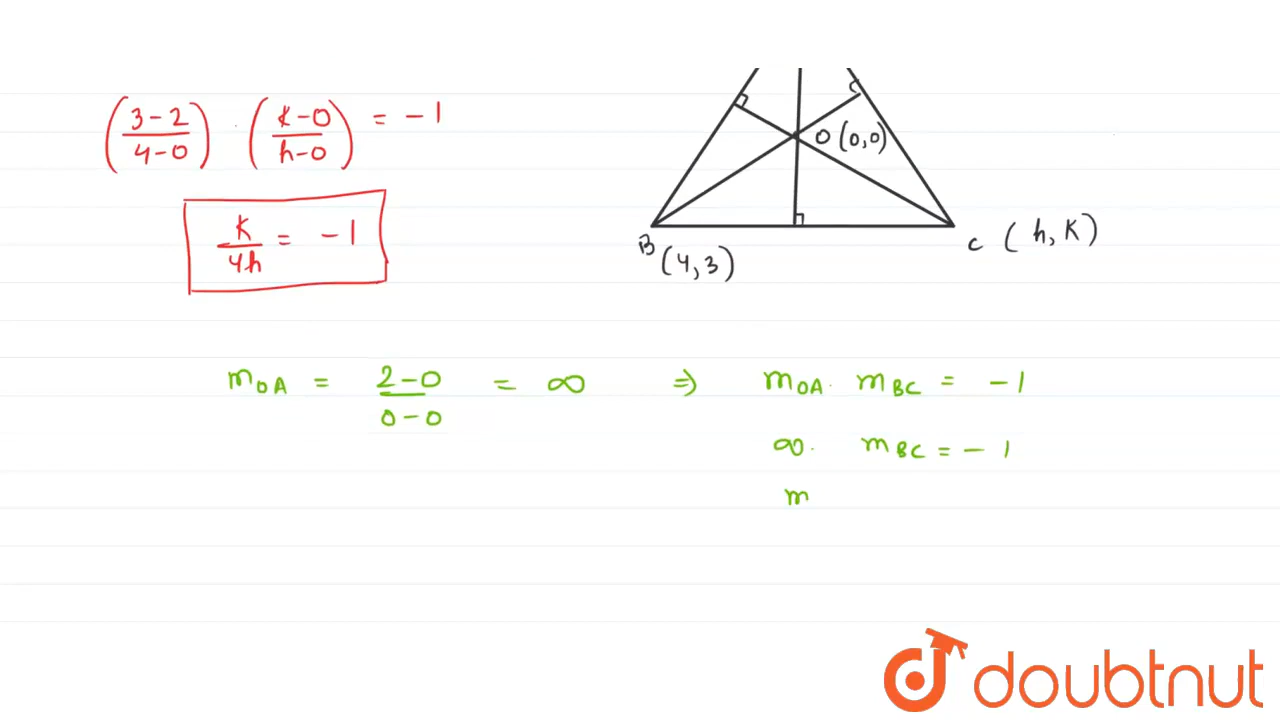 (3-2/4-0) · (k-0/h-0) = -1
k/4h = -1
O (0,0)
B (4,3)
C (h,k)
m_OA = 2-0/0-0 = ∞ ⇒ m_OA . m_BC = -1
∞. m_BC = -1
m
doubtnut